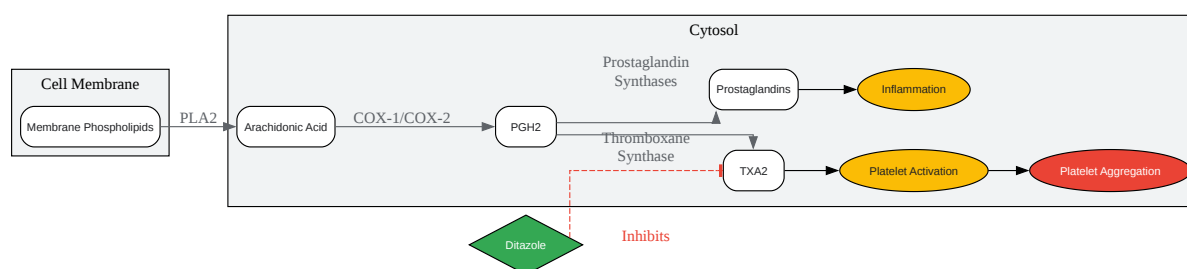 Cytosol
Cell Membrane
Membrane Phospholipids
PLA2
Arachidonic Acid
COX-1/COX-2
PGH2
Prostaglandin
Synthases
Prostaglandins
Inflammation
Thromboxane
Synthase
TXA2
Platelet Activation
Platelet Aggregation
Ditazole
Inhibits